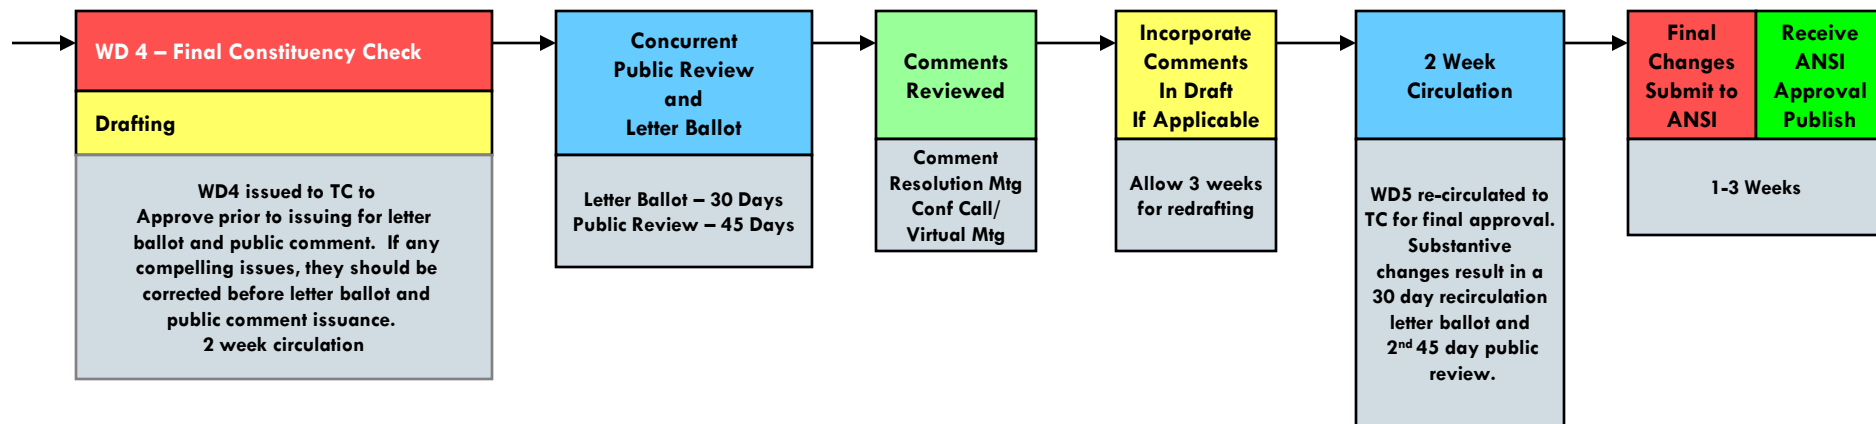 WD 4 – Final Constituency Check
Drafting
WD4 issued to TC to
Approve prior to issuing for letter
ballot and public comment.  If any
compelling issues, they should be
corrected before letter ballot and
public comment issuance.
2 week circulation
Concurrent
Public Review
and
Letter Ballot
Letter Ballot – 30 Days
Public Review – 45 Days
Comments
Reviewed
Comment
Resolution Mtg
Conf Call/
Virtual Mtg
Incorporate
Comments
In Draft
If Applicable
Allow 3 weeks
for redrafting
2 Week
Circulation
WD5 re-circulated to
TC for final approval.
Substantive
changes result in a
30 day recirculation
letter ballot and
2nd 45 day public
review.
Final
Changes
Submit to
ANSI
Receive
ANSI
Approval
Publish
1-3 Weeks